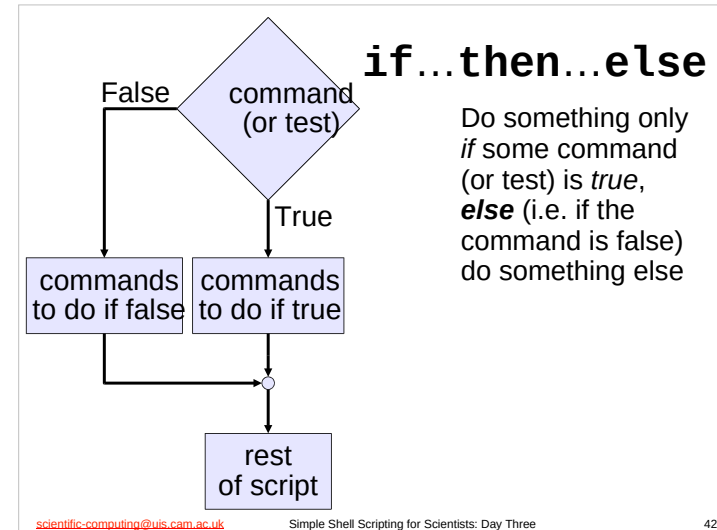 if...then...else
False
command
(or test)
Do something only
if some command
(or test) is true,
else (i.e. if the
command is false)
do something else
True
commands
to do if false
commands
to do if true
rest
of script
scientific-computing@uis.cam.ac.uk
Simple Shell Scripting for Scientists: Day Three
42